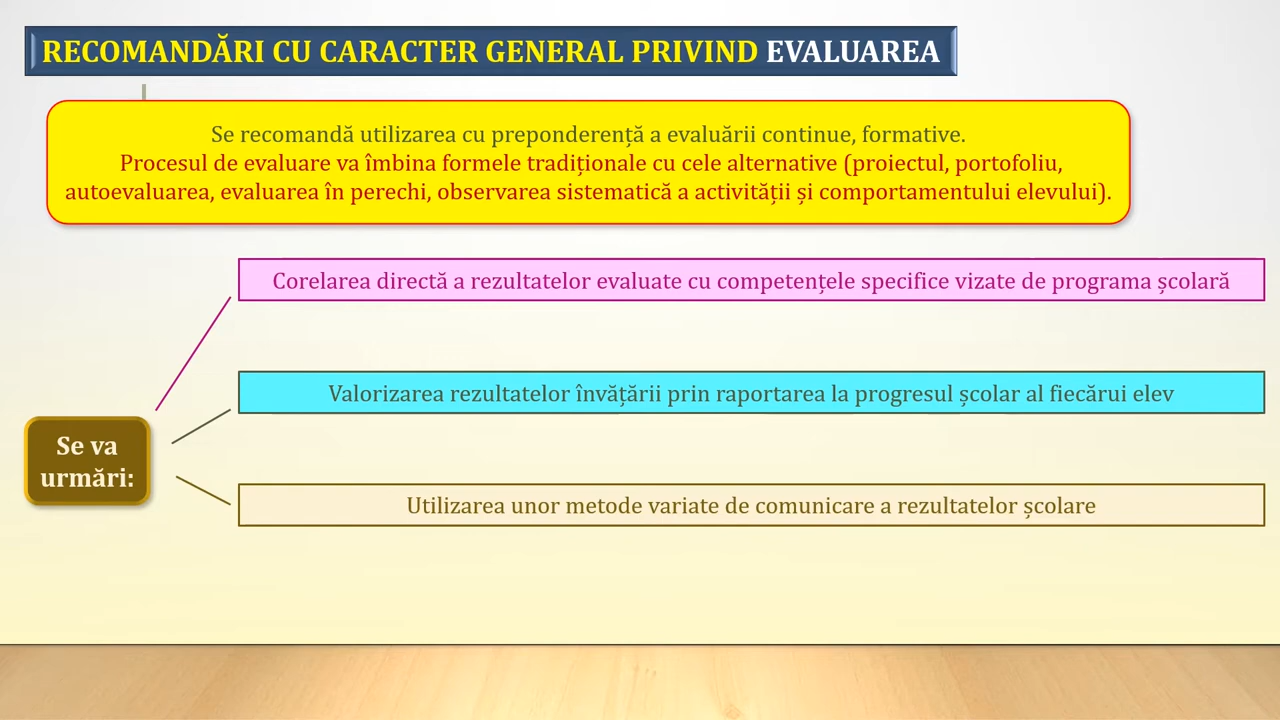 RECOMANDĂRI CU CARACTER GENERAL PRIVIND EVALUAREA
Se recomandă utilizarea cu preponderență a evaluării continue, formative.
Procesul de evaluare va îmbina formele tradiționale cu cele alternative (proiectul, portofoliu,
autoevaluarea, evaluarea în perechi, observarea sistematică a activității și comportamentului elevului).
Corelarea directă a rezultatelor evaluate cu competențele specifice vizate de programa școlară
Valorizarea rezultatelor învățării prin raportarea la progresul școlar al fiecărui elev
Se va
urmări:
Utilizarea unor metode variate de comunicare a rezultatelor școlare